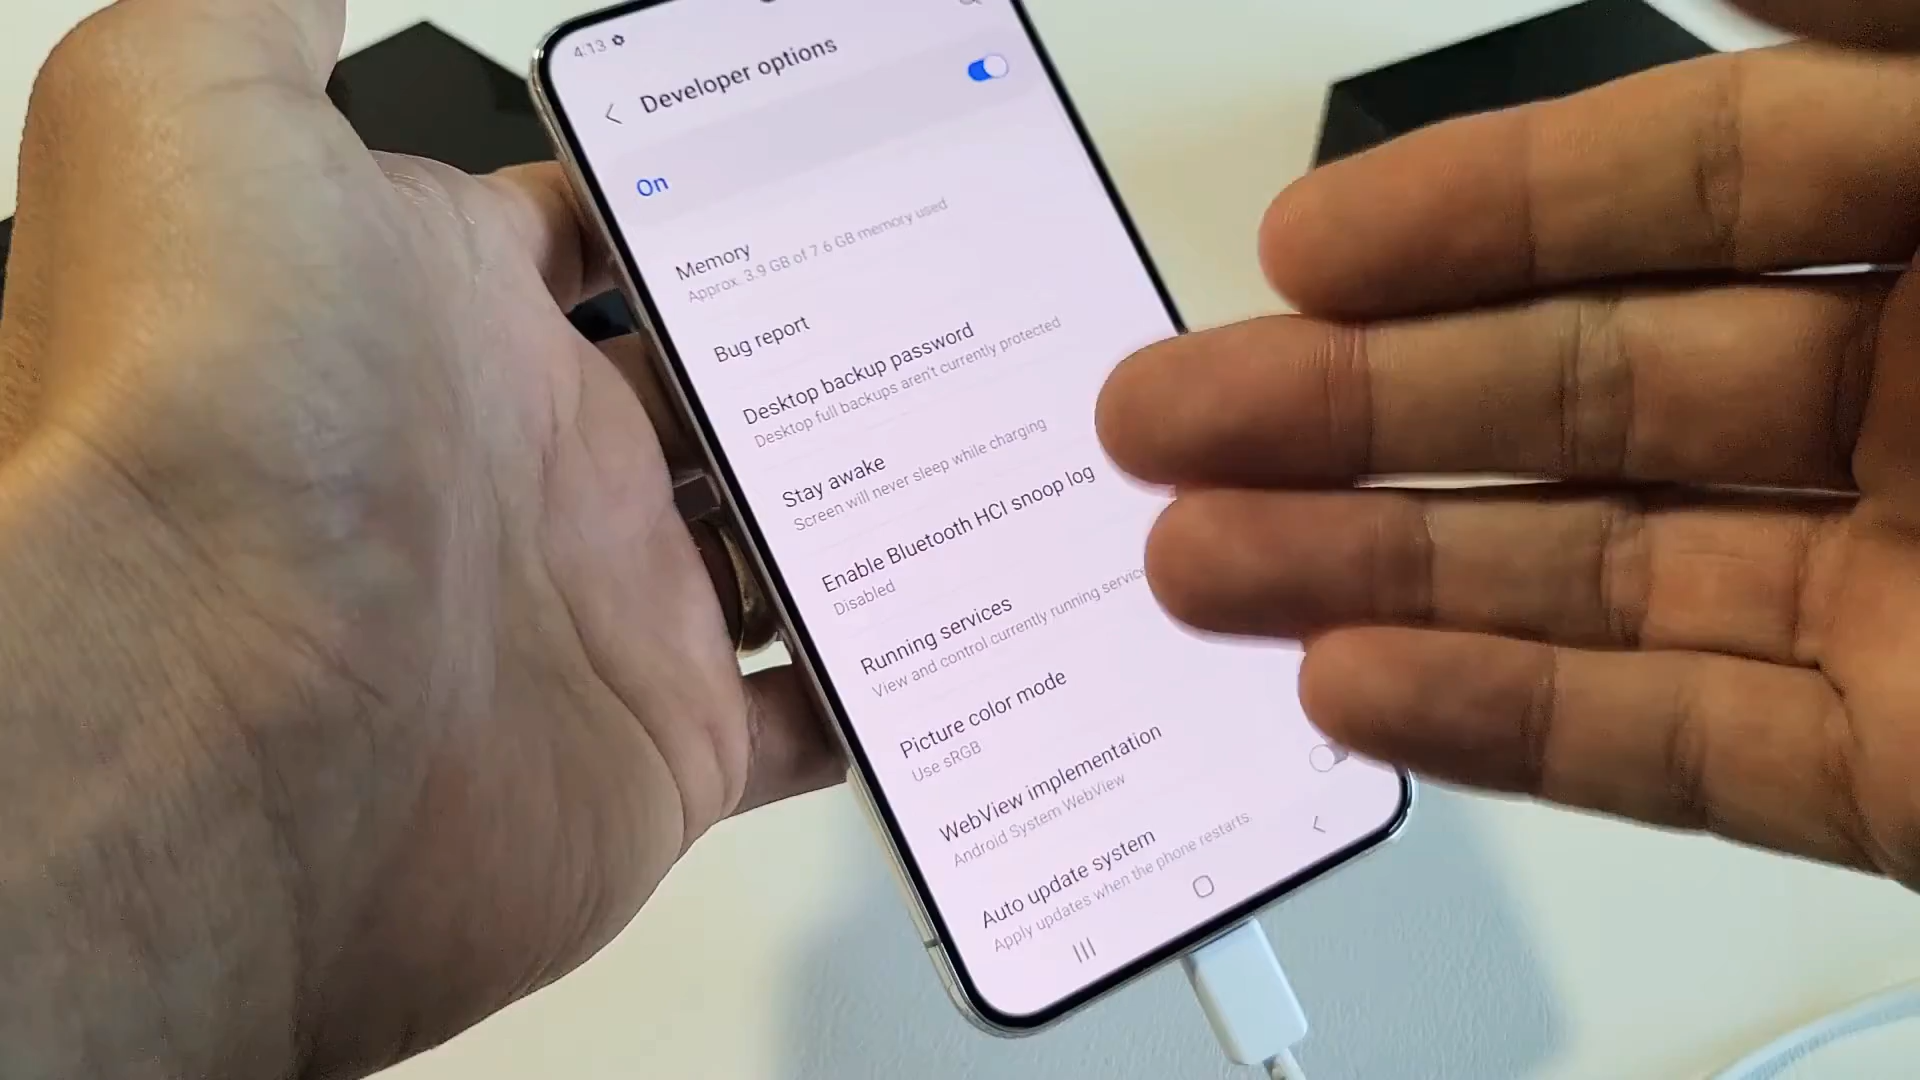 4:13
Developer options
On
Memory
Approx. 3.9 GB of 7.6 GB memory used
Bug report
Desktop backup password
Desktop full backups aren't currently protected
Stay awake
Screen will never sleep while charging
Enable Bluetooth HCI snoop log
Disabled
Running services
View and control currently running
Picture color mode
Use sRGB
WebView implementation
Android System WebView
Auto update system
Apply updates when the phone restarts.